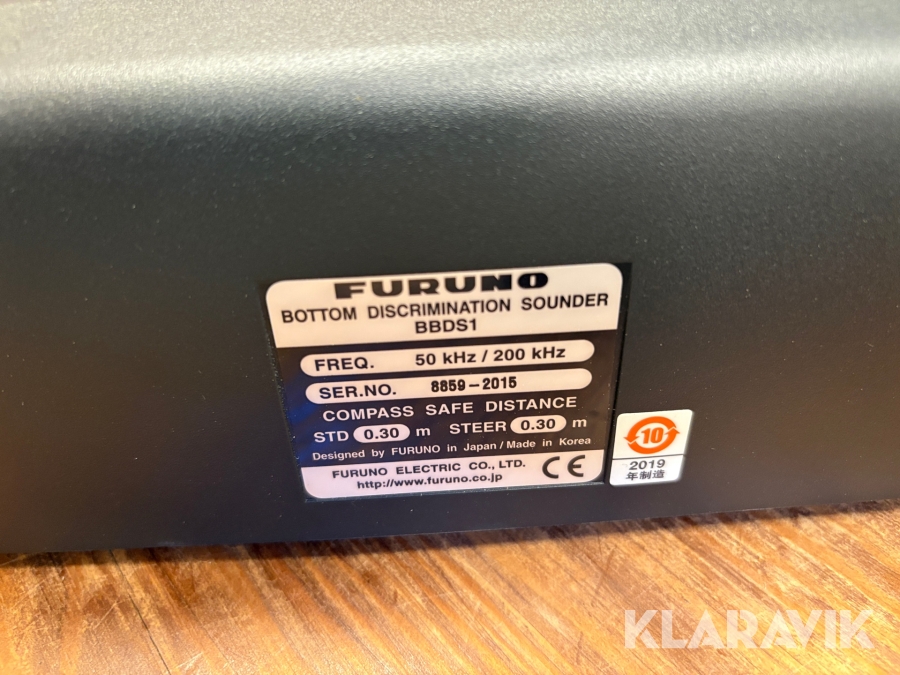 FURUNO
BOTTOM DISCRIMINATION SOUNDER
BBDS1
FREQ. 50 kHz / 200 kHz
SER.NO. 8859-2015
COMPASS SAFE DISTANCE
STD 0.30 m STEER 0.30 m
Designed by FURUNO in Japan / Made in Korea
FURUNO ELECTRIC CO., LTD.
http://www.furuno.co.jp
CE
10
2019
年制造
KLARAVIK